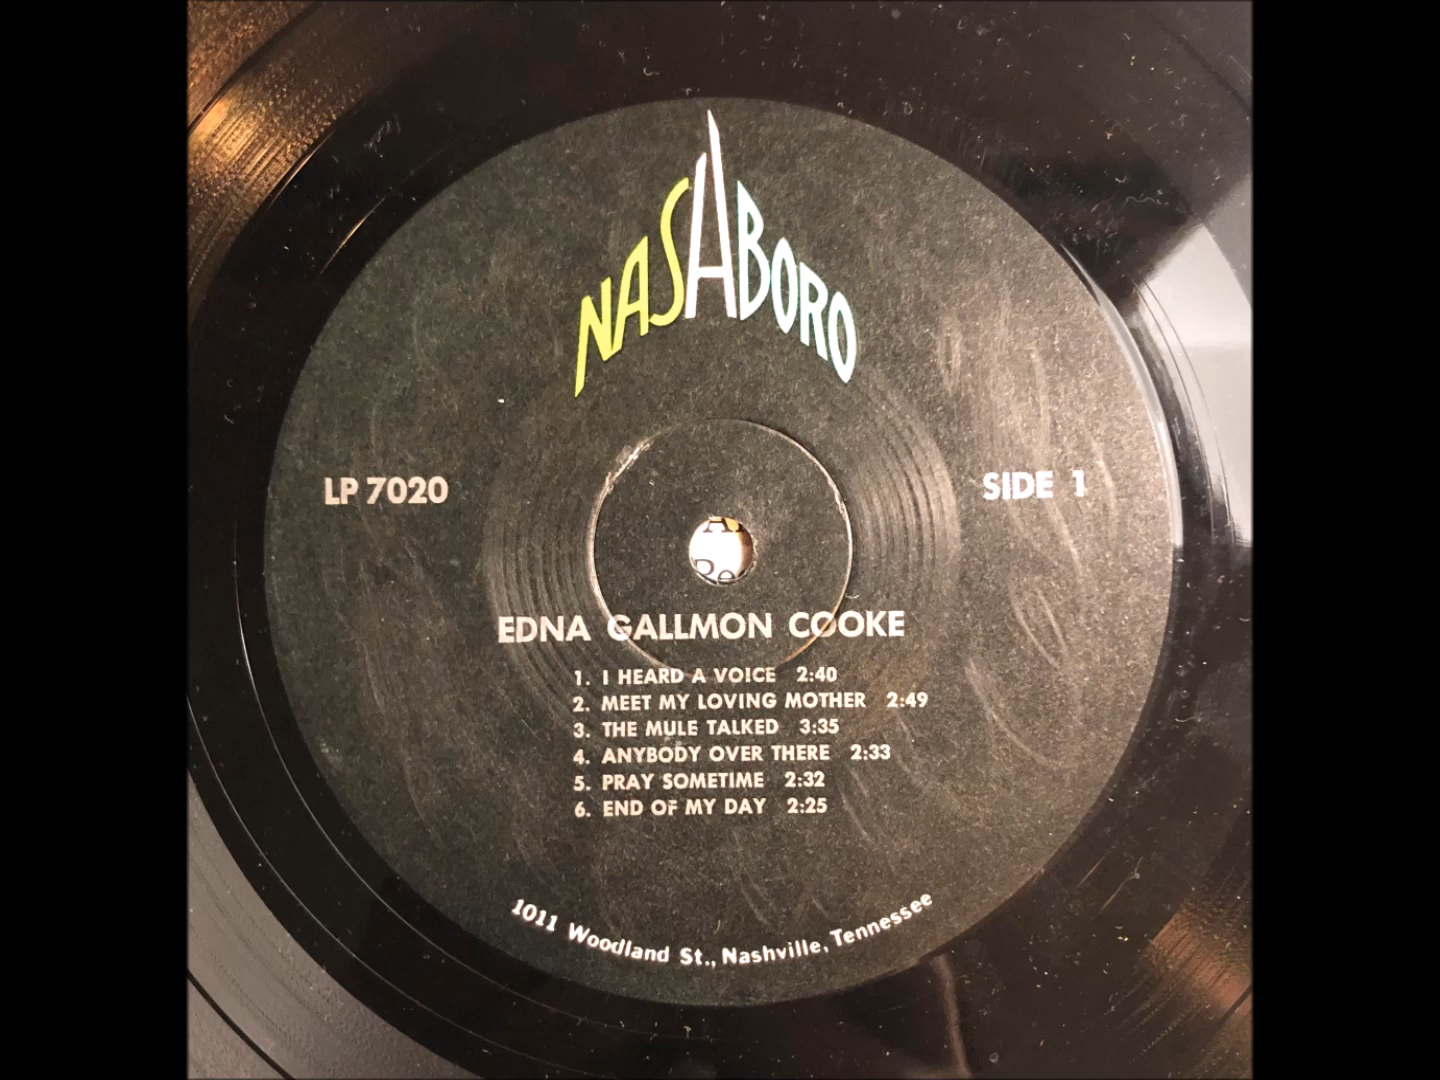 NASHBORO
LP 7020
SIDE 1
A
Re
EDNA GALLMON COOKE
1. I HEARD A VOICE 2:40
2. MEET MY LOVING MOTHER 2:49
3. THE MULE TALKED 3:35
4. ANYBODY OVER THERE 2:33
5. PRAY SOMETIME 2:32
6. END OF MY DAY 2:25
1011 Woodland St., Nashville, Tennessee